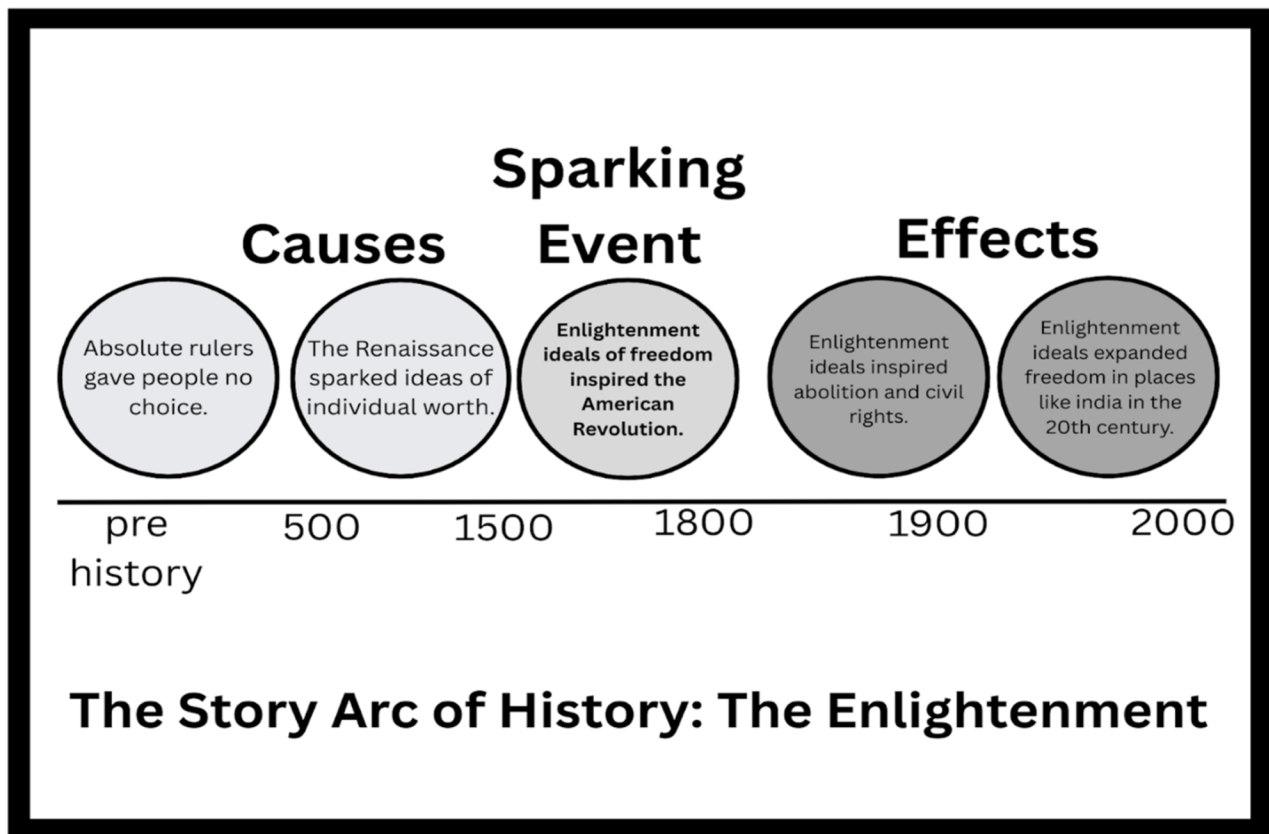 Sparking
Event
Causes
Effects
Absolute rulers
gave people no
choice.
The Renaissance
sparked ideas of
individual worth.
Enlightenment
ideals of freedom
inspired the
American
Revolution.
Enlightenment
ideals inspired
abolition and civil
rights.
Enlightenment
ideals expanded
freedom in places
like india in the
20th century.
pre
history
500
1500
1800
1900
2000
The Story Arc of History: The Enlightenment